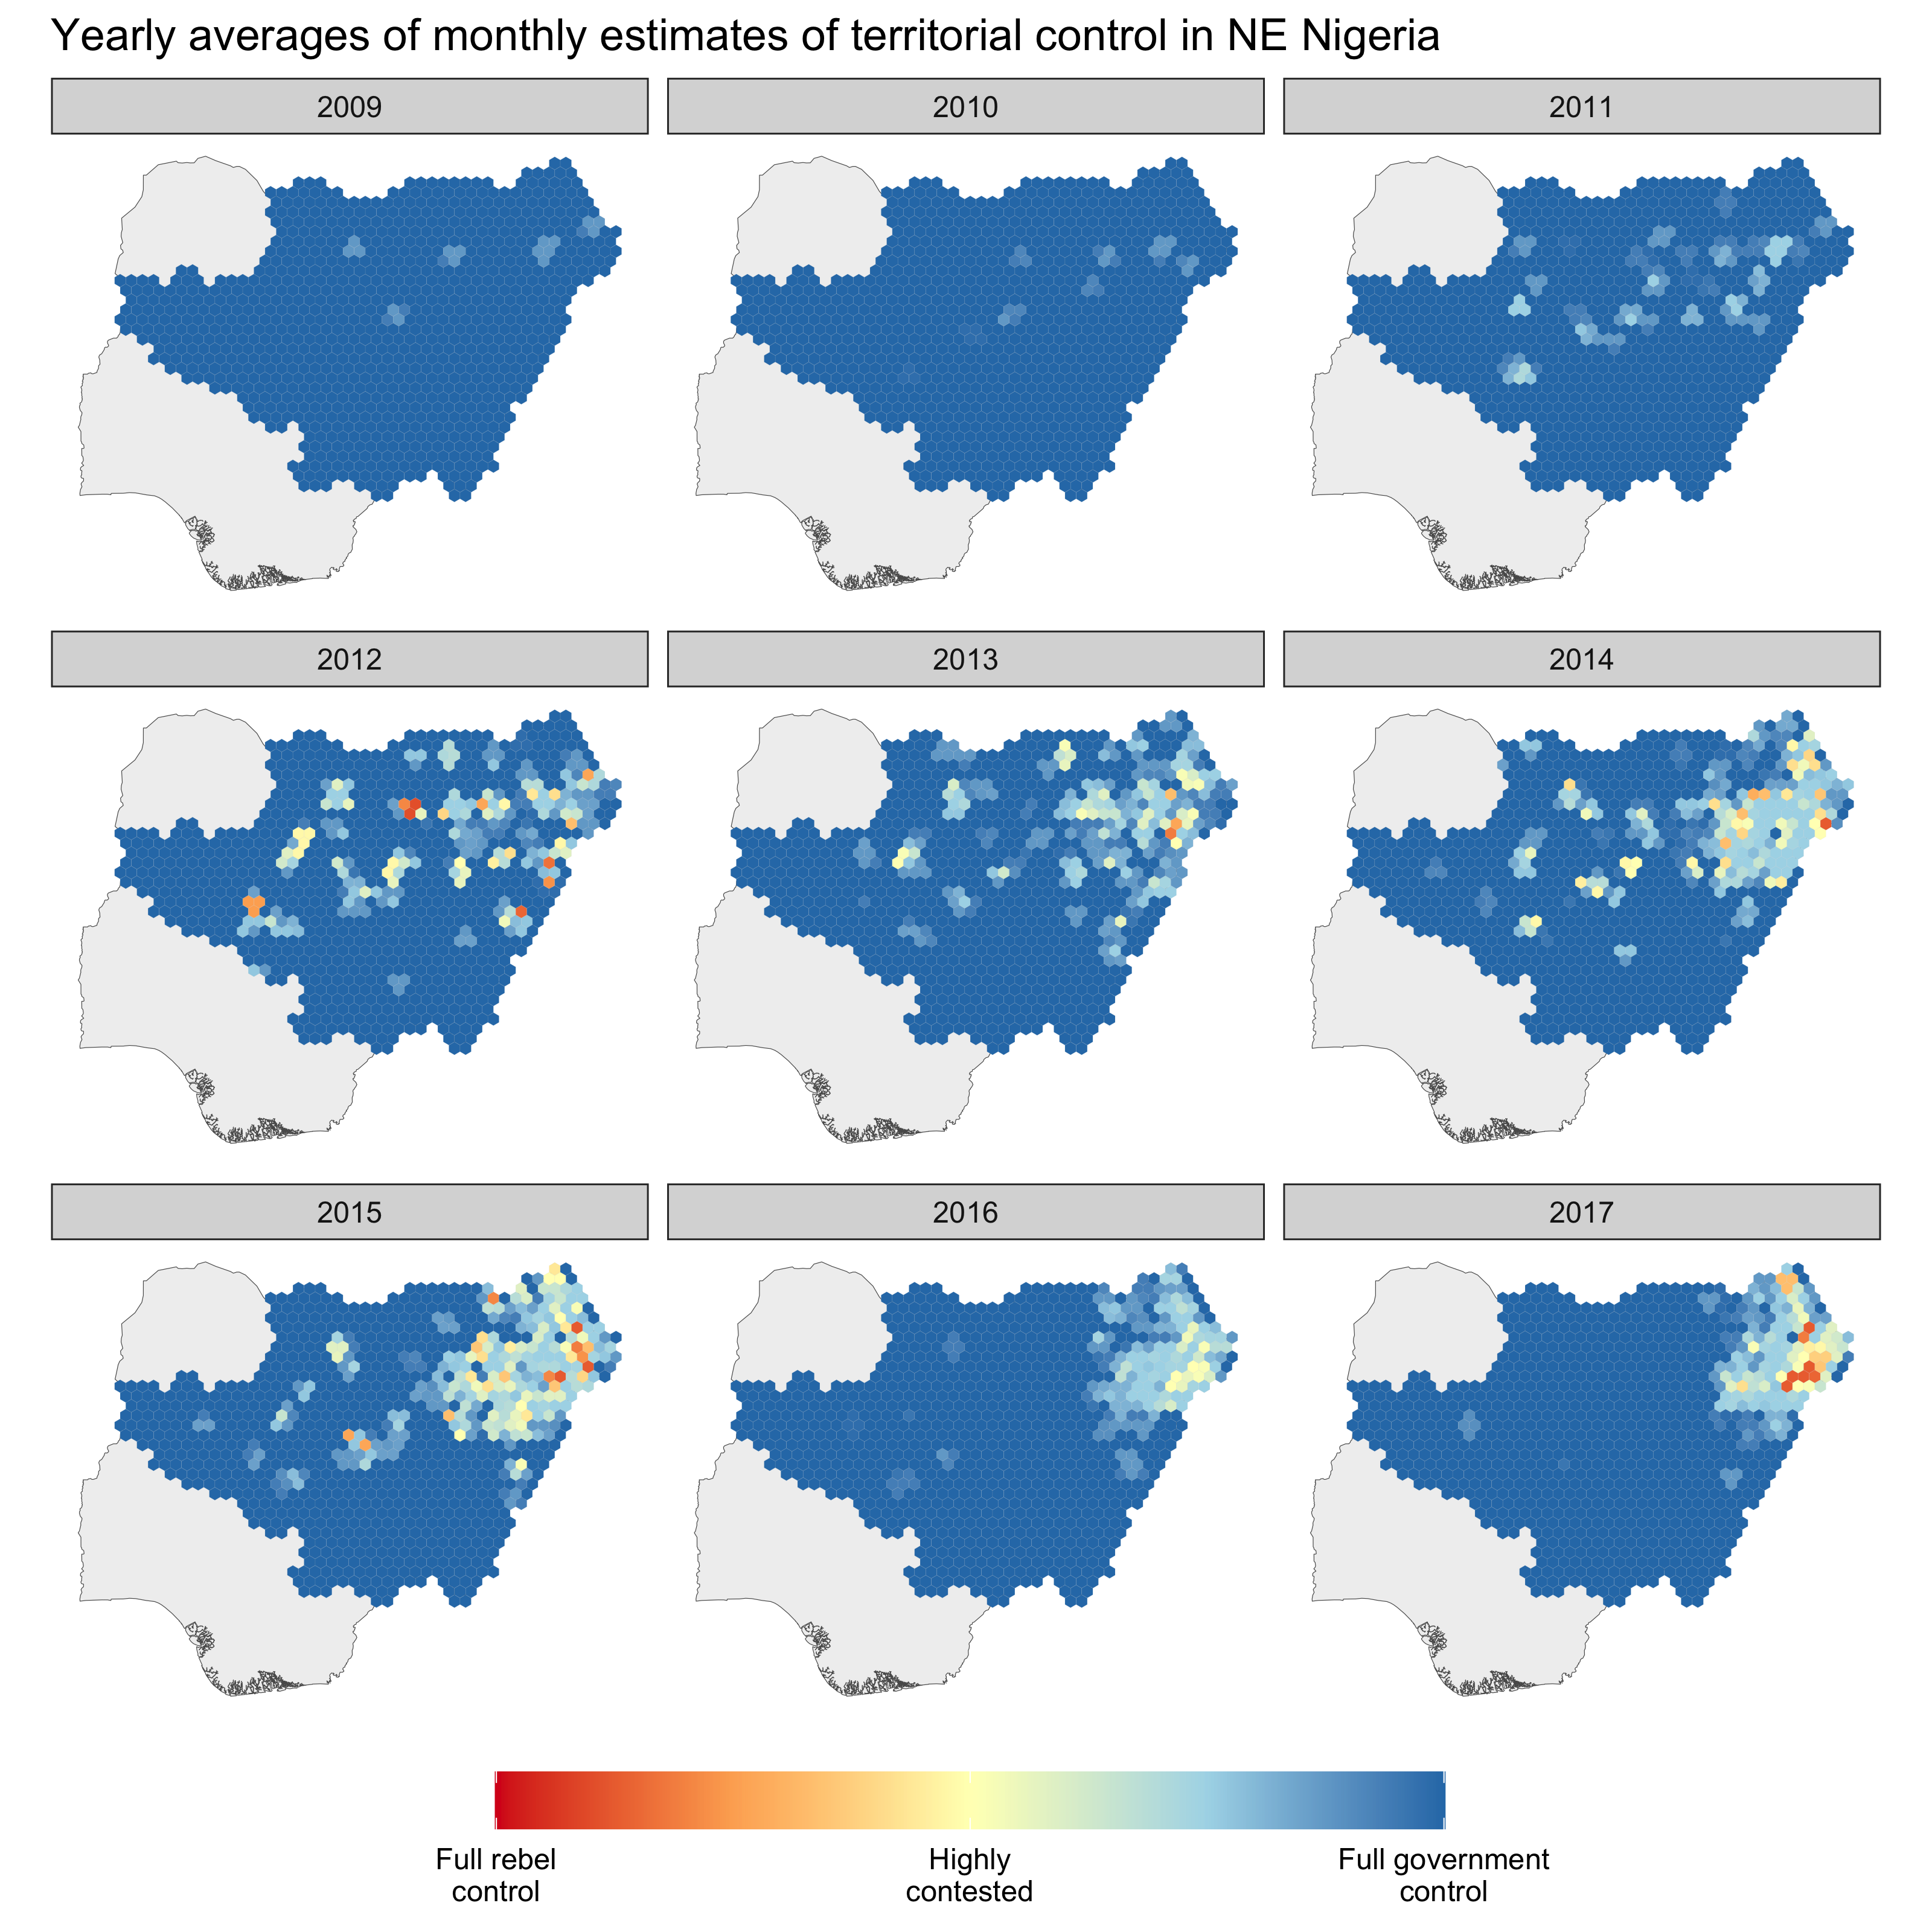 Yearly averages of monthly estimates of territorial control in NE Nigeria
2009
2010
2011
2012
2013
2014
2015
2016
2017
Full rebel
control
Highly
contested
Full government
control